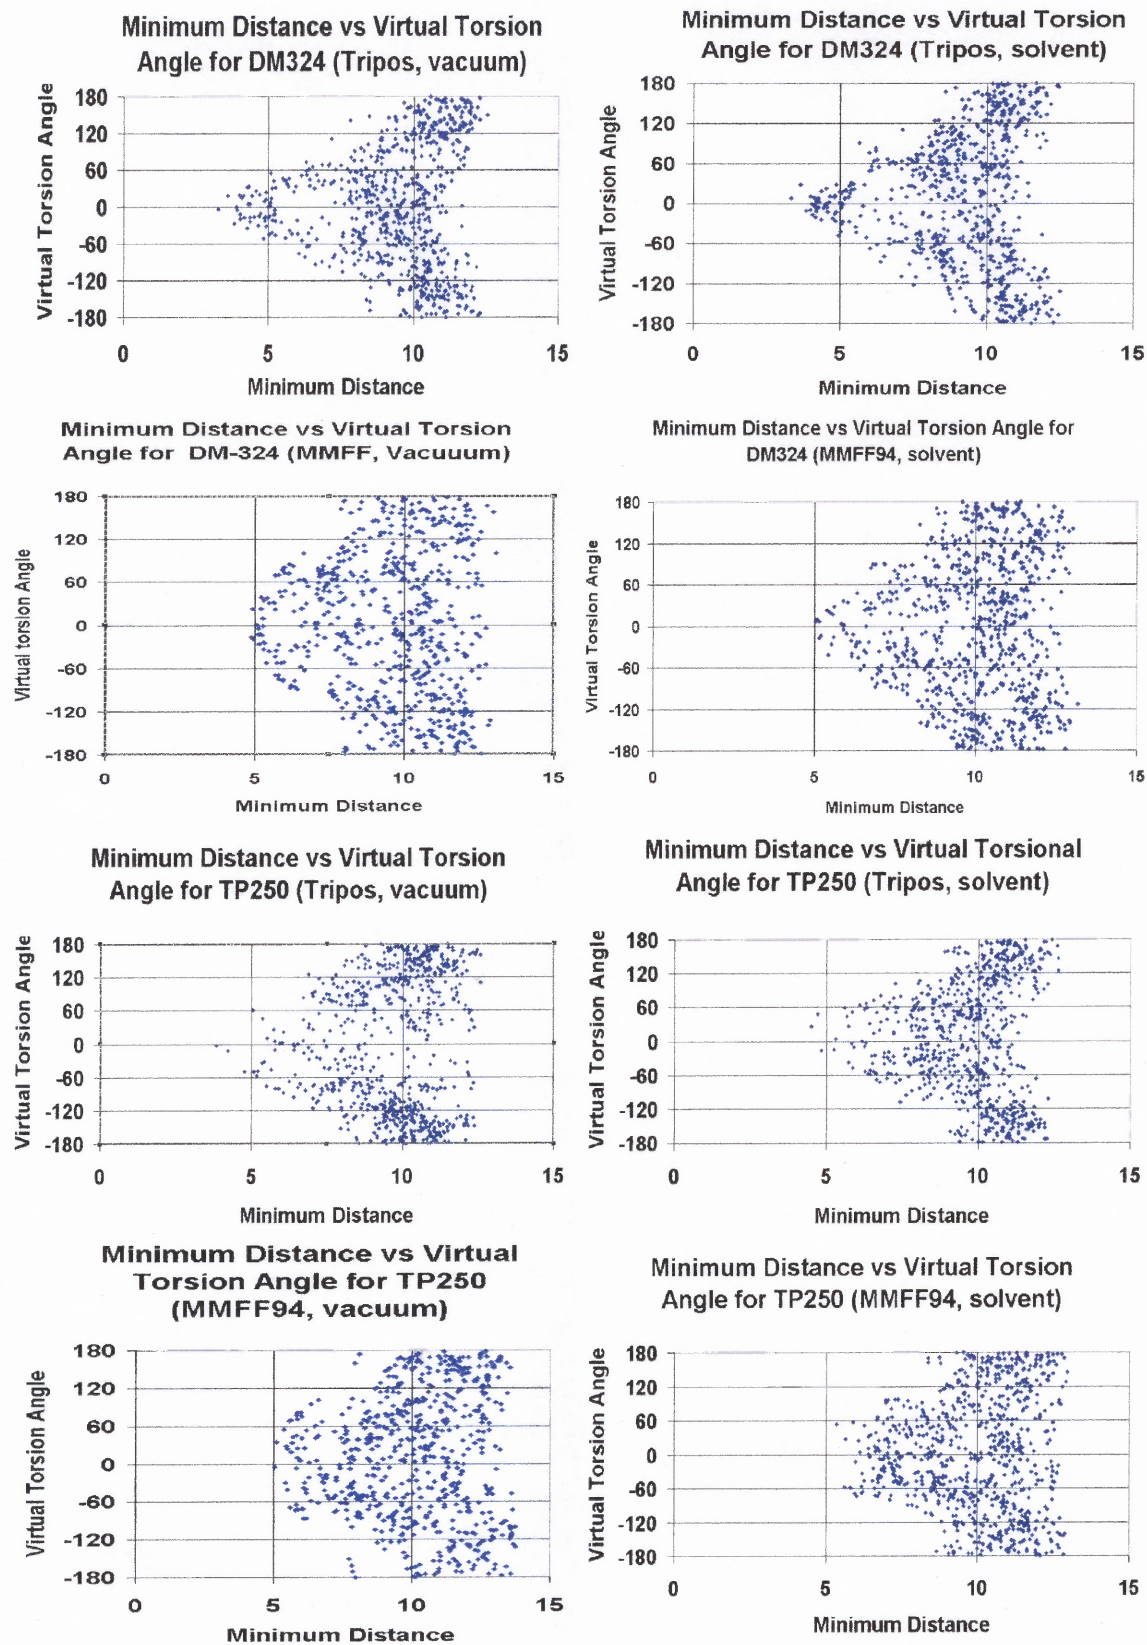 Minimum Distance vs Virtual Torsion
Angle for DM324 (Tripos, vacuum)
Virtual Torsion Angle
180
120
60
0
-60
-120
-180
0 5 10 15
Minimum Distance
Minimum Distance vs Virtual Torsion
Angle for DM324 (Tripos, solvent)
Virtual Torsion Angle
180
120
60
0
-60
-120
-180
0 5 10 15
Minimum Distance
Minimum Distance vs Virtual Torsion
Angle for DM-324 (MMFF, Vacuuum)
Virtual torsion Angle
180
120
60
0
-60
-120
-180
0 5 10 15
Minimum Distance
Minimum Distance vs Virtual Torsion Angle for
DM324 (MMFF94, solvent)
Virtual Torsion Angle
180
120
60
0
-60
-120
-180
0 5 10 15
Minimum Distance
Minimum Distance vs Virtual Torsion
Angle for TP250 (Tripos, vacuum)
Virtual Torsion Angle
180
120
60
0
-60
-120
-180
0 5 10 15
Minimum Distance
Minimum Distance vs Virtual Torsional
Angle for TP250 (Tripos, solvent)
Virtual Torsion Angle
180
120
60
0
-60
-120
-180
0 5 10 15
Minimum Distance
Minimum Distance vs Virtual
Torsion Angle for TP250
(MMFF94, vacuum)
Virtual Torsion Angle
180
120
60
0
-60
-120
-180
0 5 10 15
Minimum Distance
Minimum Distance vs Virtual Torsion
Angle for TP250 (MMFF94, solvent)
Virtual Torsion Angle
180
120
60
0
-60
-120
-180
0 5 10 15
Minimum Distance